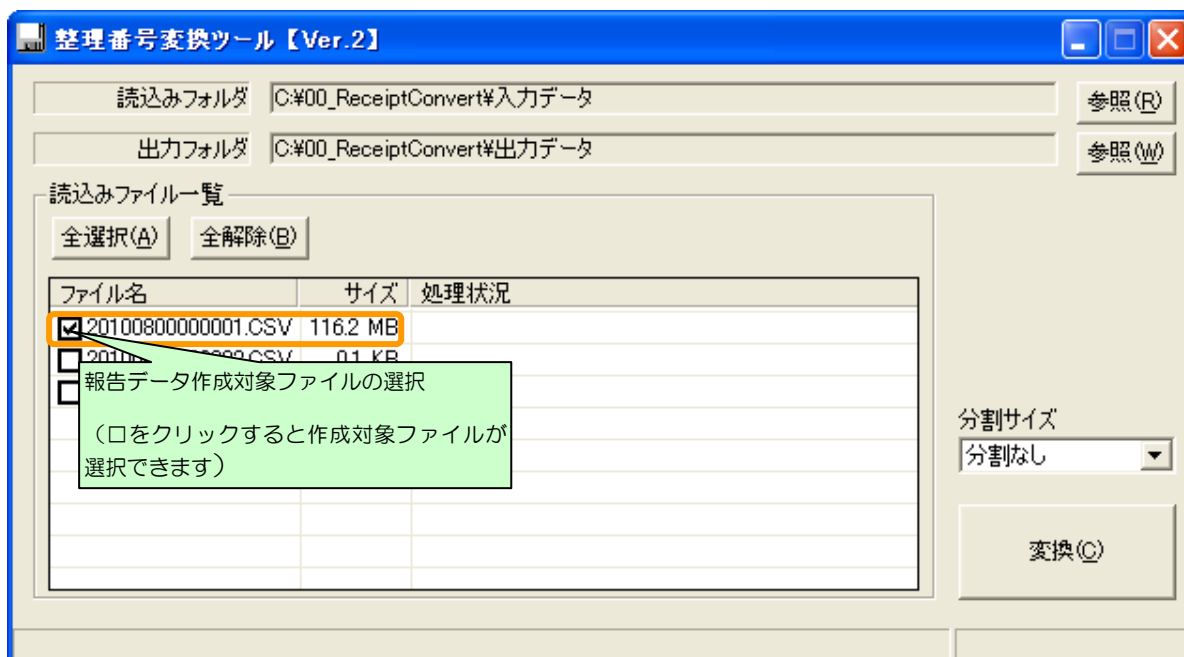 整理番号変換ツール【Ver.2】
読込みフォルダ C:¥00_ReceiptConvert¥入力データ 参照(R)
出力フォルダ C:¥00_ReceiptConvert¥出力データ 参照(W)
読込みファイル一覧
全選択(A) 全解除(B)
ファイル名 サイズ 処理状況
20100800000001.CSV 116.2 MB
0.1 KB
報告データ作成対象ファイルの選択
（□をクリックすると作成対象ファイルが
選択できます）
分割サイズ
分割なし
変換(C)